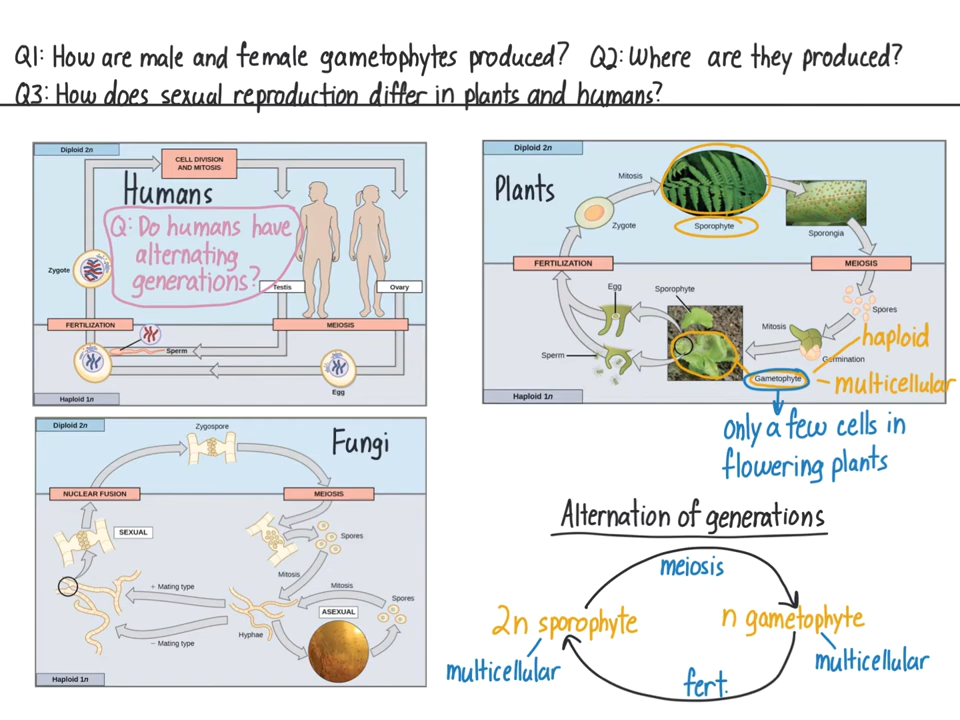 Q1: How are male and female gametophytes produced? Q2: Where are they produced?
Q3: How does sexual reproduction differ in plants and humans?
Diploid 2n
CELL DIVISION
AND MITOSIS
Humans
Q: Do humans have
alternating
generations?
Zygote
Testis
Ovary
FERTILIZATION
MEIOSIS
Sperm
Egg
Haploid 1n
Diploid 2n
Plants
Mitosis
Zygote
Sporophyte
Sporongia
FERTILIZATION
MEIOSIS
Egg
Sporophyte
Spores
Mitosis
haploid
Sperm
Germination
Gametophyte
– multicellular
Haploid 1n
only a few cells in
flowering plants
Diploid 2n
Zygospore
Fungi
NUCLEAR FUSION
MEIOSIS
SEXUAL
Spores
Mitosis
+ Mating type
Mitosis
ASEXUAL
Spores
Hyphae
– Mating type
Haploid 1n
Alternation of generations
meiosis
2n sporophyte
n gametophyte
multicellular
multicellular
fert.